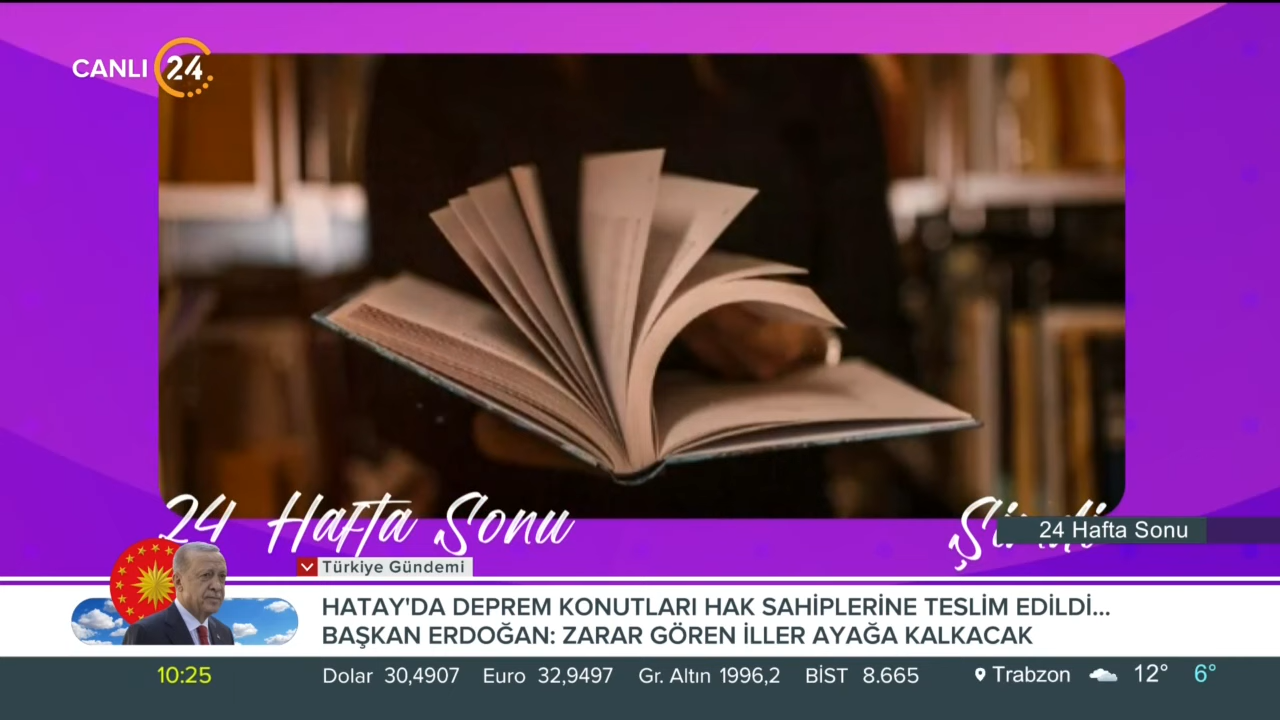 CANLI 24
24 Hafta Sonu
24 Hafta Sonu
Türkiye Gündemi
HATAY'DA DEPREM KONUTLARI HAK SAHİPLERİNE TESLİM EDİLDİ...
BAŞKAN ERDOĞAN: ZARAR GÖREN İLLER AYAĞA KALKACAK
10:25 Dolar 30,4907 Euro 32,9497 Gr. Altın 1996,2 BİST 8.665 Trabzon 12° 6°